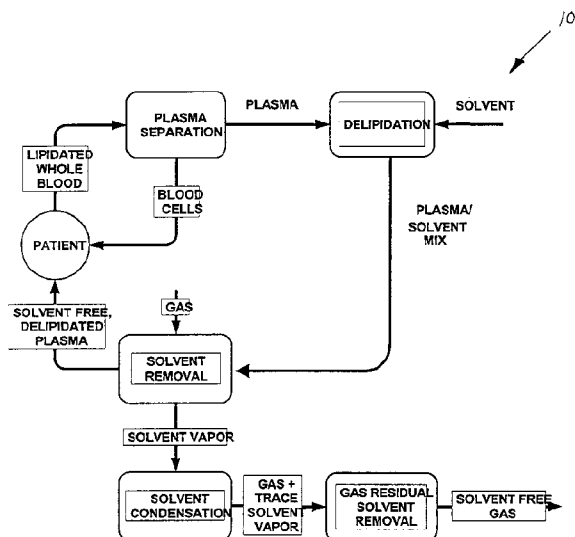 10
PLASMA
SEPARATION
PLASMA
DELIPIDATION
SOLVENT
LIPIDATED
WHOLE
BLOOD
BLOOD
CELLS
PLASMA/
SOLVENT
MIX
PATIENT
SOLVENT FREE,
DELIPIDATED
PLASMA
GAS
SOLVENT
REMOVAL
SOLVENT VAPOR
SOLVENT
CONDENSATION
GAS +
TRACE
SOLVENT
VAPOR
GAS RESIDUAL
SOLVENT
REMOVAL
SOLVENT FREE
GAS